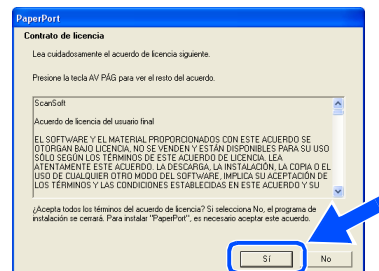 PaperPort
Contrato de licencia
Lea cuidadosamente el acuerdo de licencia siguiente.
Presione la tecla AV PÁG para ver el resto del acuerdo.
ScanSoft
Acuerdo de licencia del usuario final
EL SOFTWARE Y EL MATERIAL PROPORCIONADOS CON ESTE ACUERDO SE
OTORGAN BAJO LICENCIA, NO SE VENDEN Y ESTÁN DISPONIBLES PARA SU USO
SÓLO SEGÚN LOS TÉRMINOS DE ESTE ACUERDO DE LICENCIA. LEA
ATENTAMENTE ESTE ACUERDO. LA DESCARGA, LA INSTALACIÓN, LA COPIA O EL
USO DE CUALQUIER OTRO MODO DEL SOFTWARE, IMPLICA SU ACEPTACIÓN DE
LOS TÉRMINOS Y LAS CONDICIONES ESTABLECIDAS EN ESTE ACUERDO Y SU
¿Acepta todos los términos del acuerdo de licencia? Si selecciona No, el programa de
instalación se cerrará. Para instalar "PaperPort", es necesario aceptar este acuerdo.
Sí
No